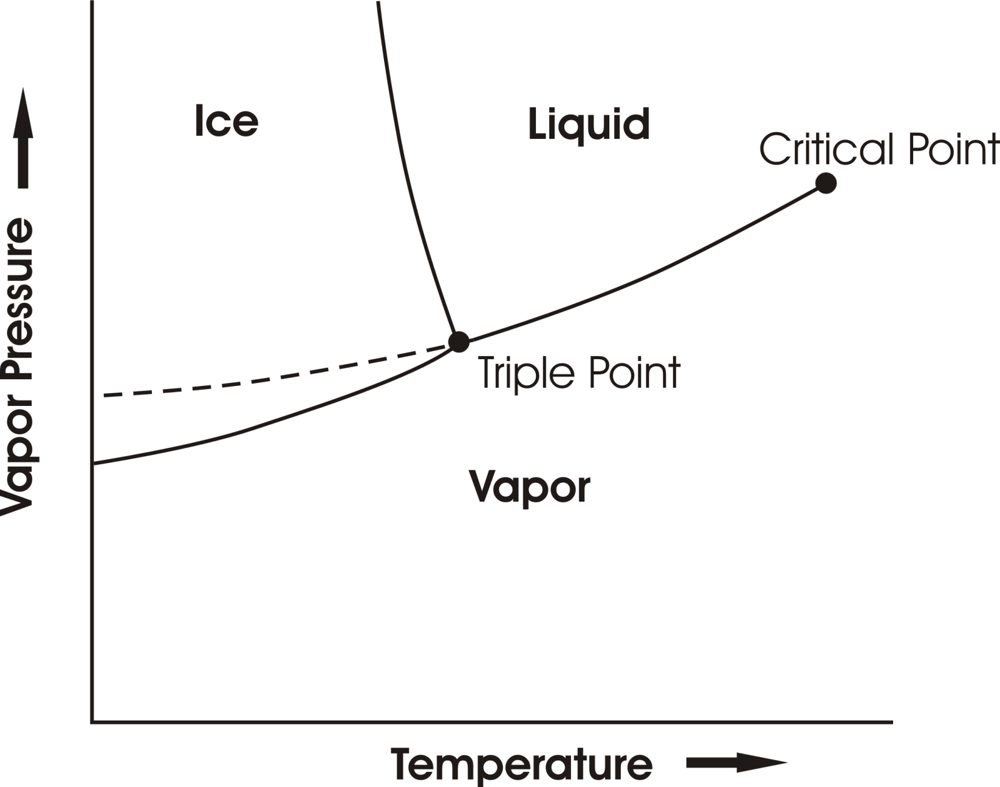 Ice
Liquid
Critical Point
Vapor Pressure
Triple Point
Vapor
Temperature